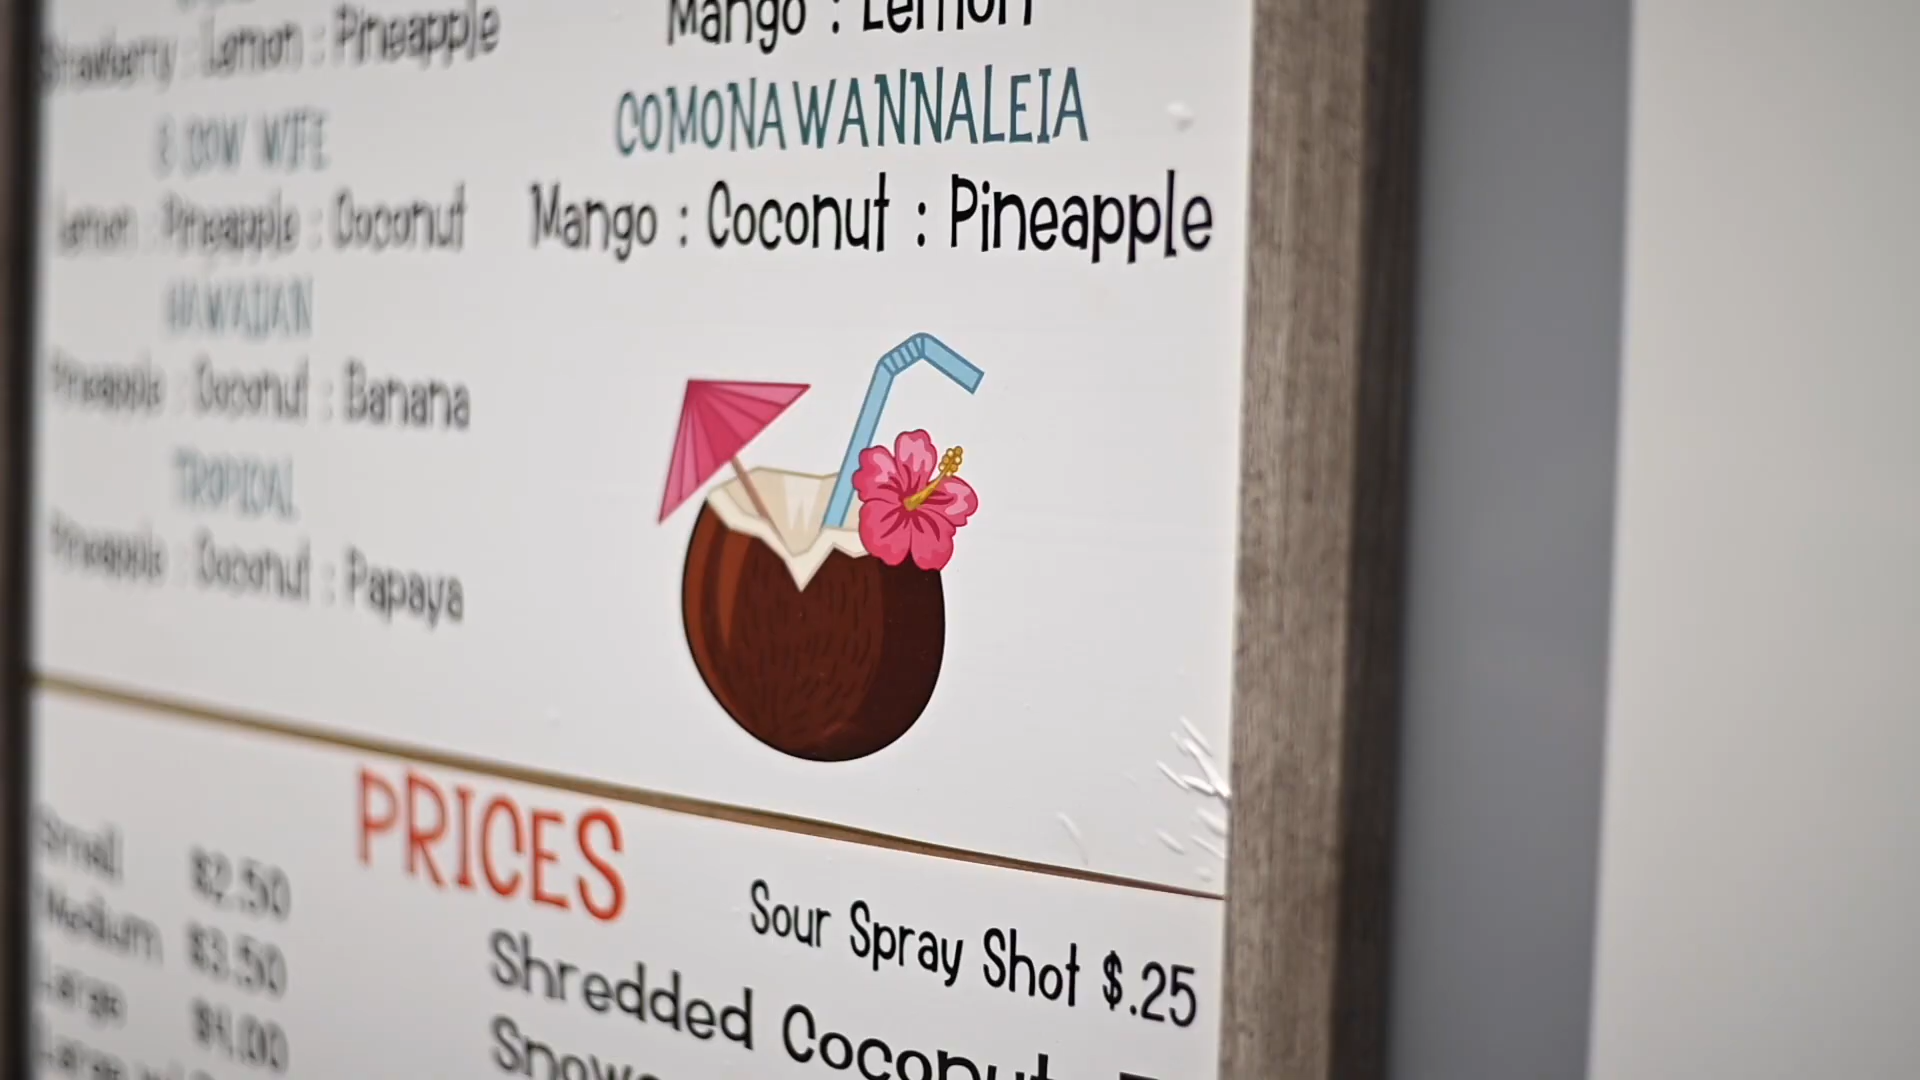 Strawberry : Lemon : Pineapple
8 COW WIFE
Lemon : Pineapple : Coconut
HAWAIIAN
Pineapple : Coconut : Banana
TROPICAL
Pineapple : Coconut : Papaya
Mango : Lemon
COMONAWANNALEIA
Mango : Coconut : Pineapple
PRICES
Small $2.50
Medium $3.50
Large $4.00
Large
Sour Spray Shot $.25
Shredded Coconut